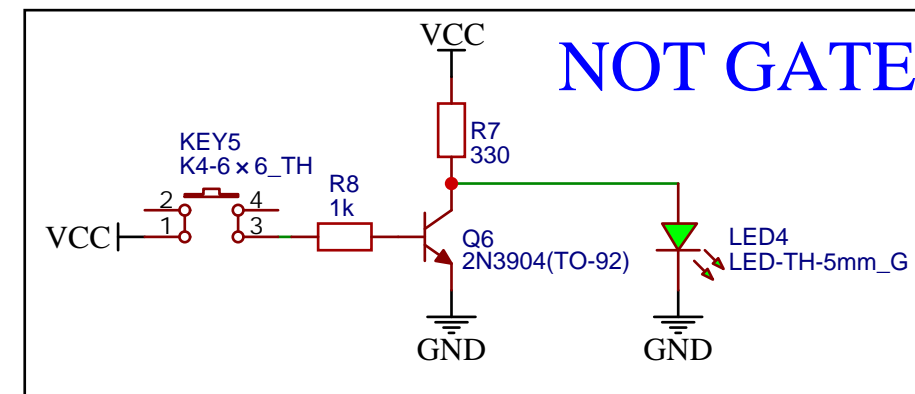 VCC
NOT GATE
R7
330
KEY5
K4-6×6_TH
R8
1k
2
4
1
3
VCC
Q6
2N3904(TO-92)
LED4
LED-TH-5mm_G
GND
GND